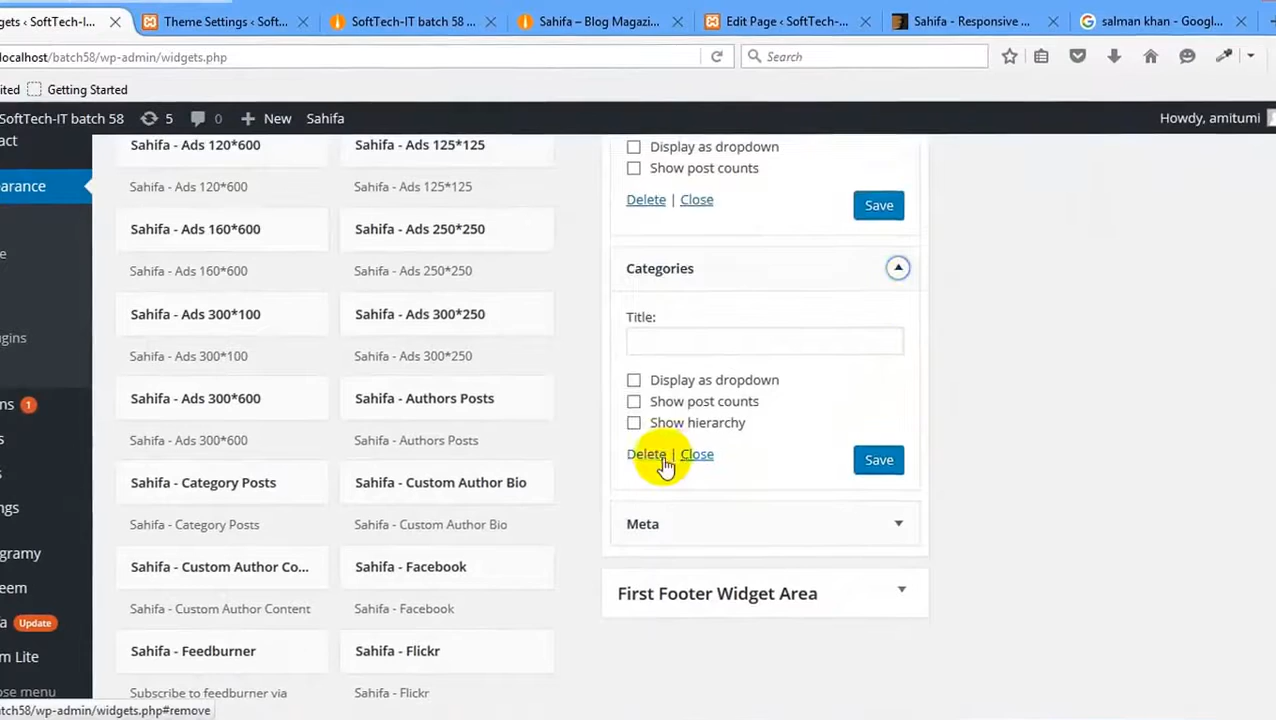 gets ‹ SoftTech-IT b...
Theme Settings ‹ Soft...
SoftTech-IT batch 58 ...
Sahifa – Blog Magazi...
Edit Page ‹ SoftTech-...
Sahifa - Responsive ...
salman khan - Googl...
localhost/batch58/wp-admin/widgets.php
Search
ited
Getting Started
SoftTech-IT batch 58
5
0
New
Sahifa
Howdy, amitumi
act
earance
e
ugins
ns 1
s
ngs
gramy
eem
a Update
m Lite
ose menu
Sahifa - Ads 120*600
Sahifa - Ads 125*125
Sahifa - Ads 120*600
Sahifa - Ads 125*125
Sahifa - Ads 160*600
Sahifa - Ads 250*250
Sahifa - Ads 160*600
Sahifa - Ads 250*250
Sahifa - Ads 300*100
Sahifa - Ads 300*250
Sahifa - Ads 300*100
Sahifa - Ads 300*250
Sahifa - Ads 300*600
Sahifa - Authors Posts
Sahifa - Ads 300*600
Sahifa - Authors Posts
Sahifa - Category Posts
Sahifa - Custom Author Bio
Sahifa - Category Posts
Sahifa - Custom Author Bio
Sahifa - Custom Author Co...
Sahifa - Facebook
Sahifa - Custom Author Content
Sahifa - Facebook
Sahifa - Feedburner
Sahifa - Flickr
Subscribe to feedburner via
Sahifa - Flickr
Display as dropdown
Show post counts
Delete | Close
Save
Categories
Title:
Display as dropdown
Show post counts
Show hierarchy
Delete | Close
Save
Meta
First Footer Widget Area
atch58/wp-admin/widgets.php#remove